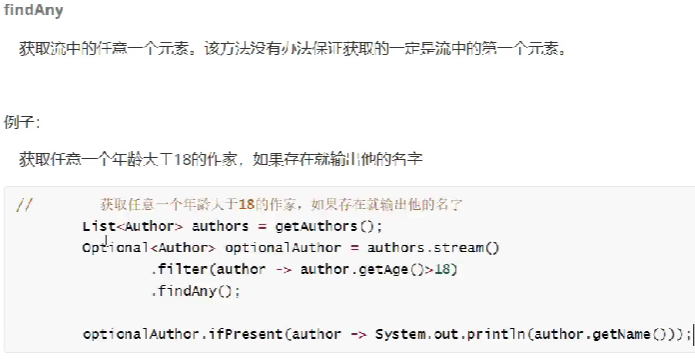 findAny
获取流中的任意一个元素。该方法没有办法保证获取的一定是流中的第一个元素。
例子：
获取任意一个年龄大于18的作家，如果存在就输出他的名字
//        获取任意一个年龄大于18的作家，如果存在就输出他的名字
List<Author> authors = getAuthors();
Optional<Author> optionalAuthor = authors.stream()
.filter(author -> author.getAge()>18)
.findAny();
optionalAuthor.ifPresent(author -> System.out.println(author.getName()));